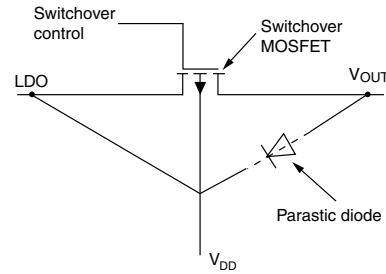 Switchover
control
Switchover
MOSFET
LDO
VOUT
Parastic diode
VDD